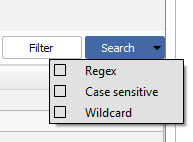 Filter Search
Regex
Case sensitive
Wildcard